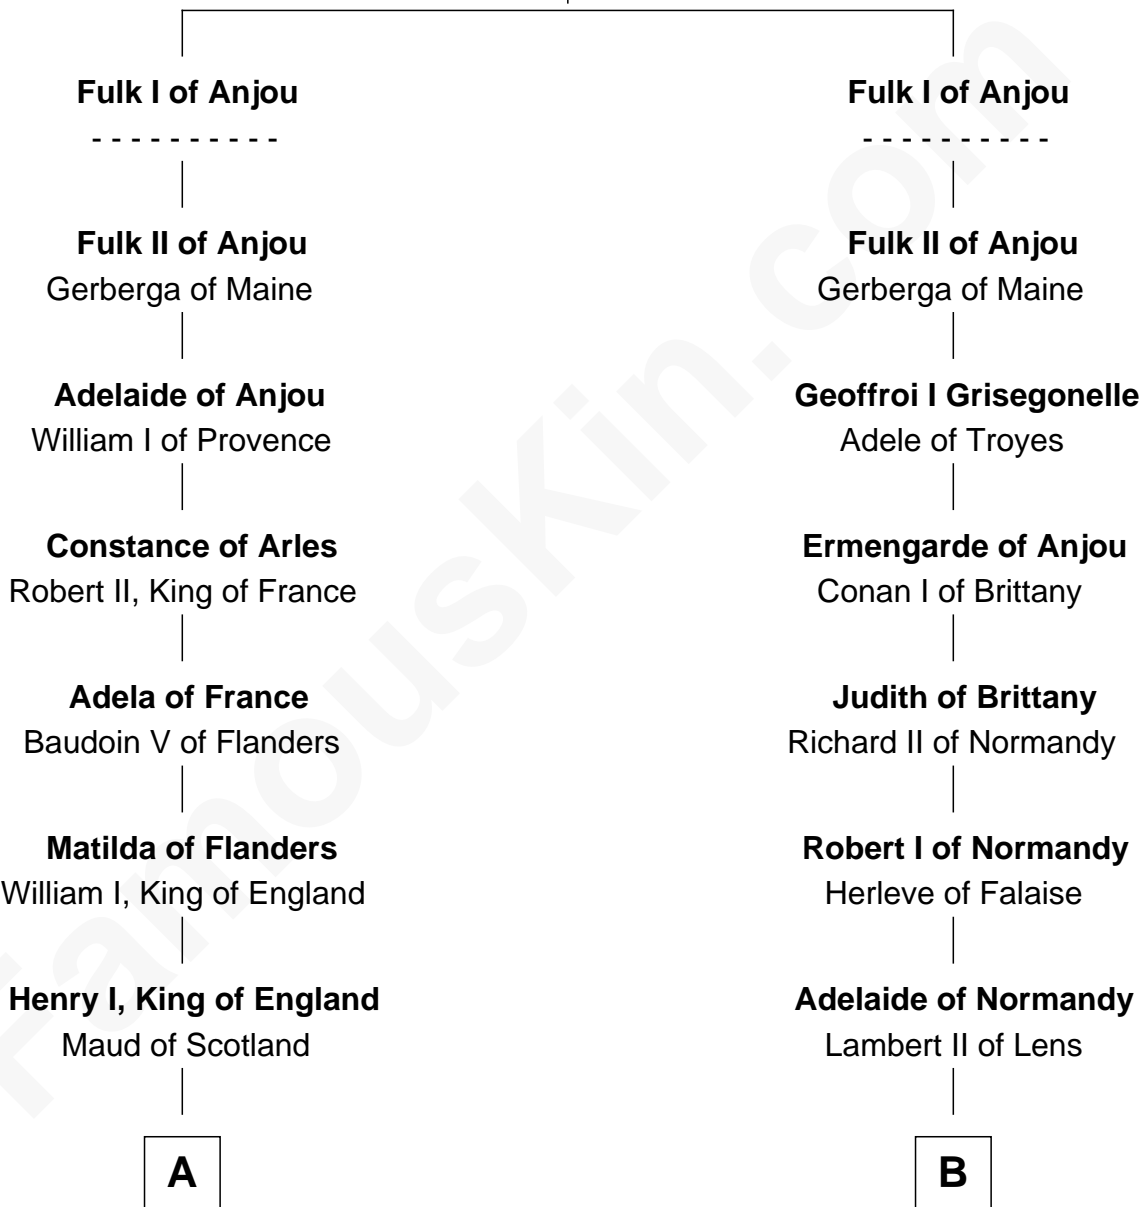 Fulk I of Anjou
- - - - - - - - - -
Fulk II of Anjou
Gerberga of Maine
Adelaide of Anjou
William I of Provence
Constance of Arles
Robert II, King of France
Adela of France
Baudoin V of Flanders
Matilda of Flanders
William I, King of England
Henry I, King of England
Maud of Scotland
A
Fulk I of Anjou
- - - - - - - - - -
Fulk II of Anjou
Gerberga of Maine
Geoffroi I Grisegonelle
Adele of Troyes
Ermengarde of Anjou
Conan I of Brittany
Judith of Brittany
Richard II of Normandy
Robert I of Normandy
Herleve of Falaise
Adelaide of Normandy
Lambert II of Lens
B
FamousKin.com